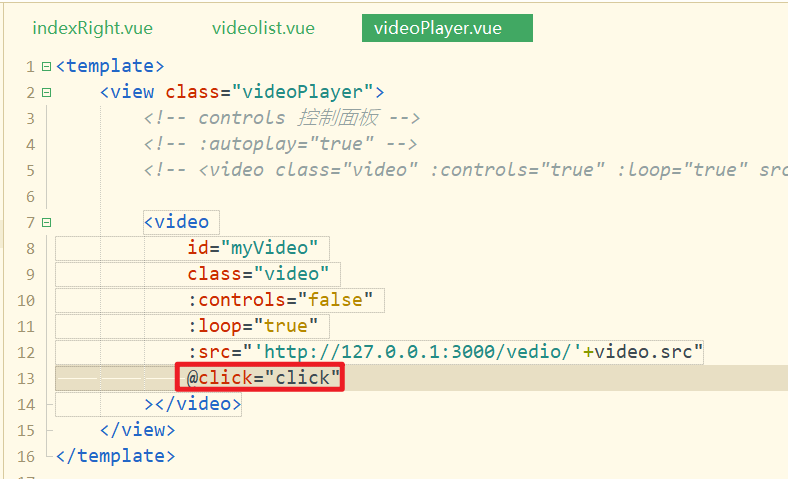 indexRight.vue videolist.vue videoPlayer.vue
1 <template>
2 <view class="videoPlayer">
3 <!-- controls 控制面板 -->
4 <!-- :autoplay="true" -->
5 <!-- <video class="video" :controls="true" :loop="true" src
6
7 <video
8 id="myVideo"
9 class="video"
10 :controls="false"
11 :loop="true"
12 :src="'http://127.0.0.1:3000/vedio/'+video.src"
13 @click="click"
14 ></video>
15 </view>
16 </template>